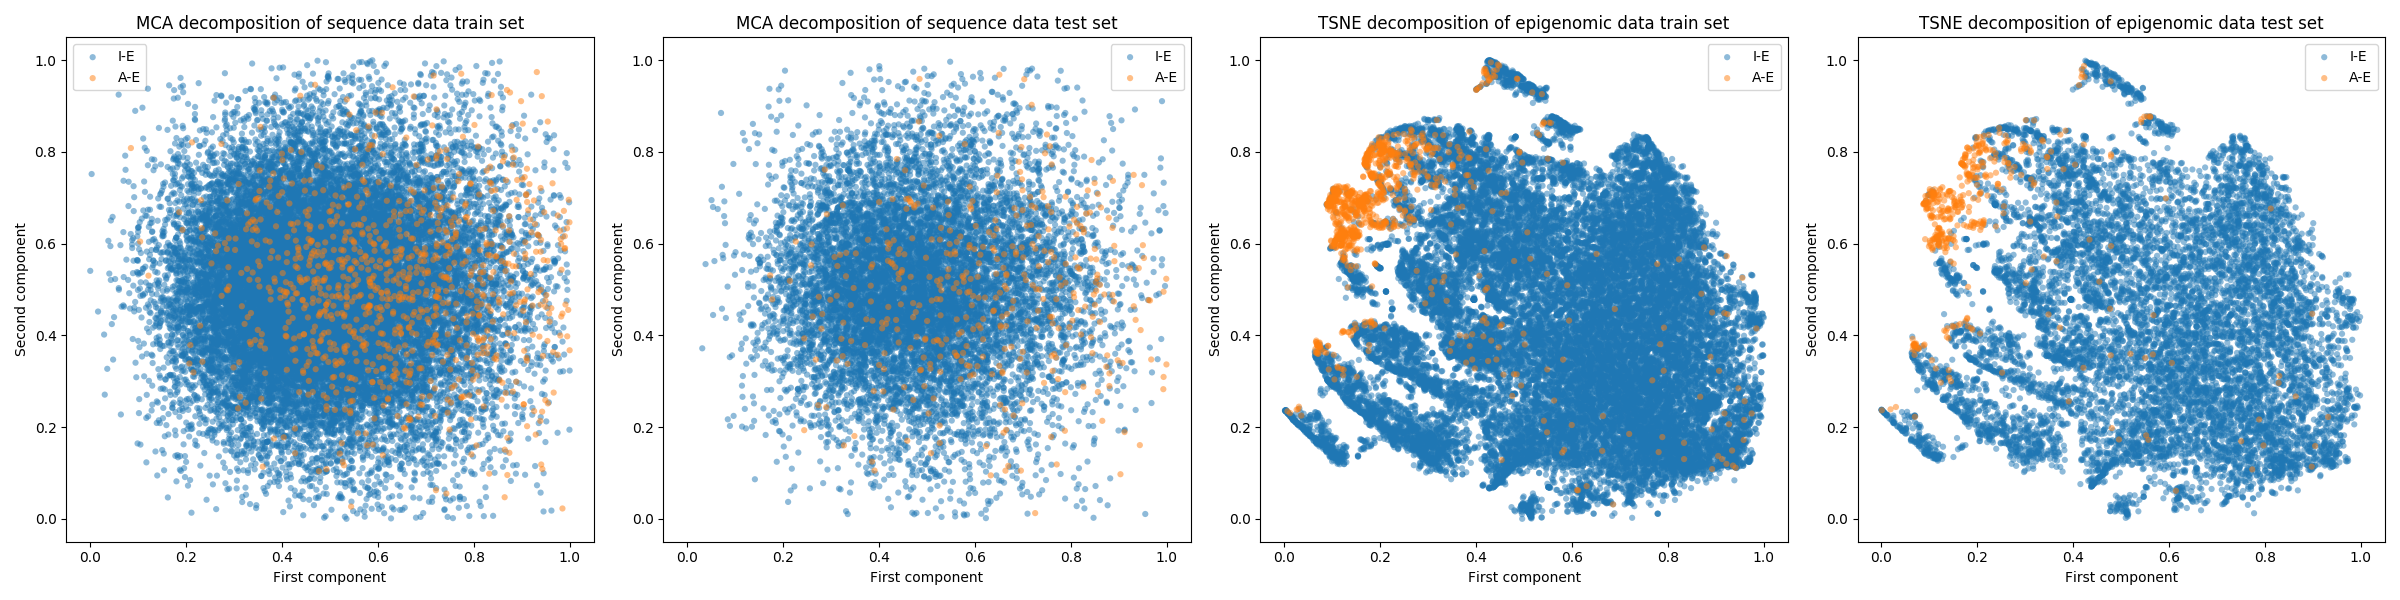 MCA decomposition of sequence data train set
I-E
A-E
1.0
0.8
0.6
0.4
0.2
0.0
Second component
0.0 0.2 0.4 0.6 0.8 1.0
First component
MCA decomposition of sequence data test set
I-E
A-E
1.0
0.8
0.6
0.4
0.2
0.0
Second component
0.0 0.2 0.4 0.6 0.8 1.0
First component
TSNE decomposition of epigenomic data train set
I-E
A-E
1.0
0.8
0.6
0.4
0.2
0.0
Second component
0.0 0.2 0.4 0.6 0.8 1.0
First component
TSNE decomposition of epigenomic data test set
I-E
A-E
1.0
0.8
0.6
0.4
0.2
0.0
Second component
0.0 0.2 0.4 0.6 0.8 1.0
First component